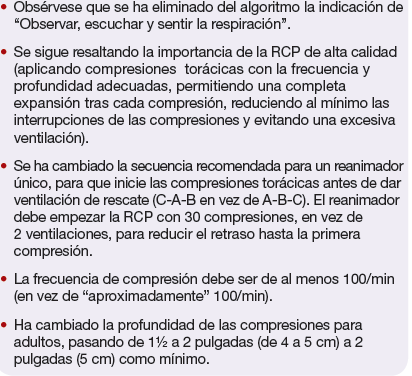 • Obsérvese que se ha eliminado del algoritmo la indicación de
“Observar, escuchar y sentir la respiración”.
• Se sigue resaltando la importancia de la RCP de alta calidad
(aplicando compresiones torácicas con la frecuencia y
profundidad adecuadas, permitiendo una completa
expansión tras cada compresión, reduciendo al mínimo las
interrupciones de las compresiones y evitando una excesiva
ventilación).
• Se ha cambiado la secuencia recomendada para un reanimador
único, para que inicie las compresiones torácicas antes de dar
ventilación de rescate (C-A-B en vez de A-B-C). El reanimador
debe empezar la RCP con 30 compresiones, en vez de
2 ventilaciones, para reducir el retraso hasta la primera
compresión.
• La frecuencia de compresión debe ser de al menos 100/min
(en vez de “aproximadamente” 100/min).
• Ha cambiado la profundidad de las compresiones para
adultos, pasando de 1½ a 2 pulgadas (de 4 a 5 cm) a 2
pulgadas (5 cm) como mínimo.